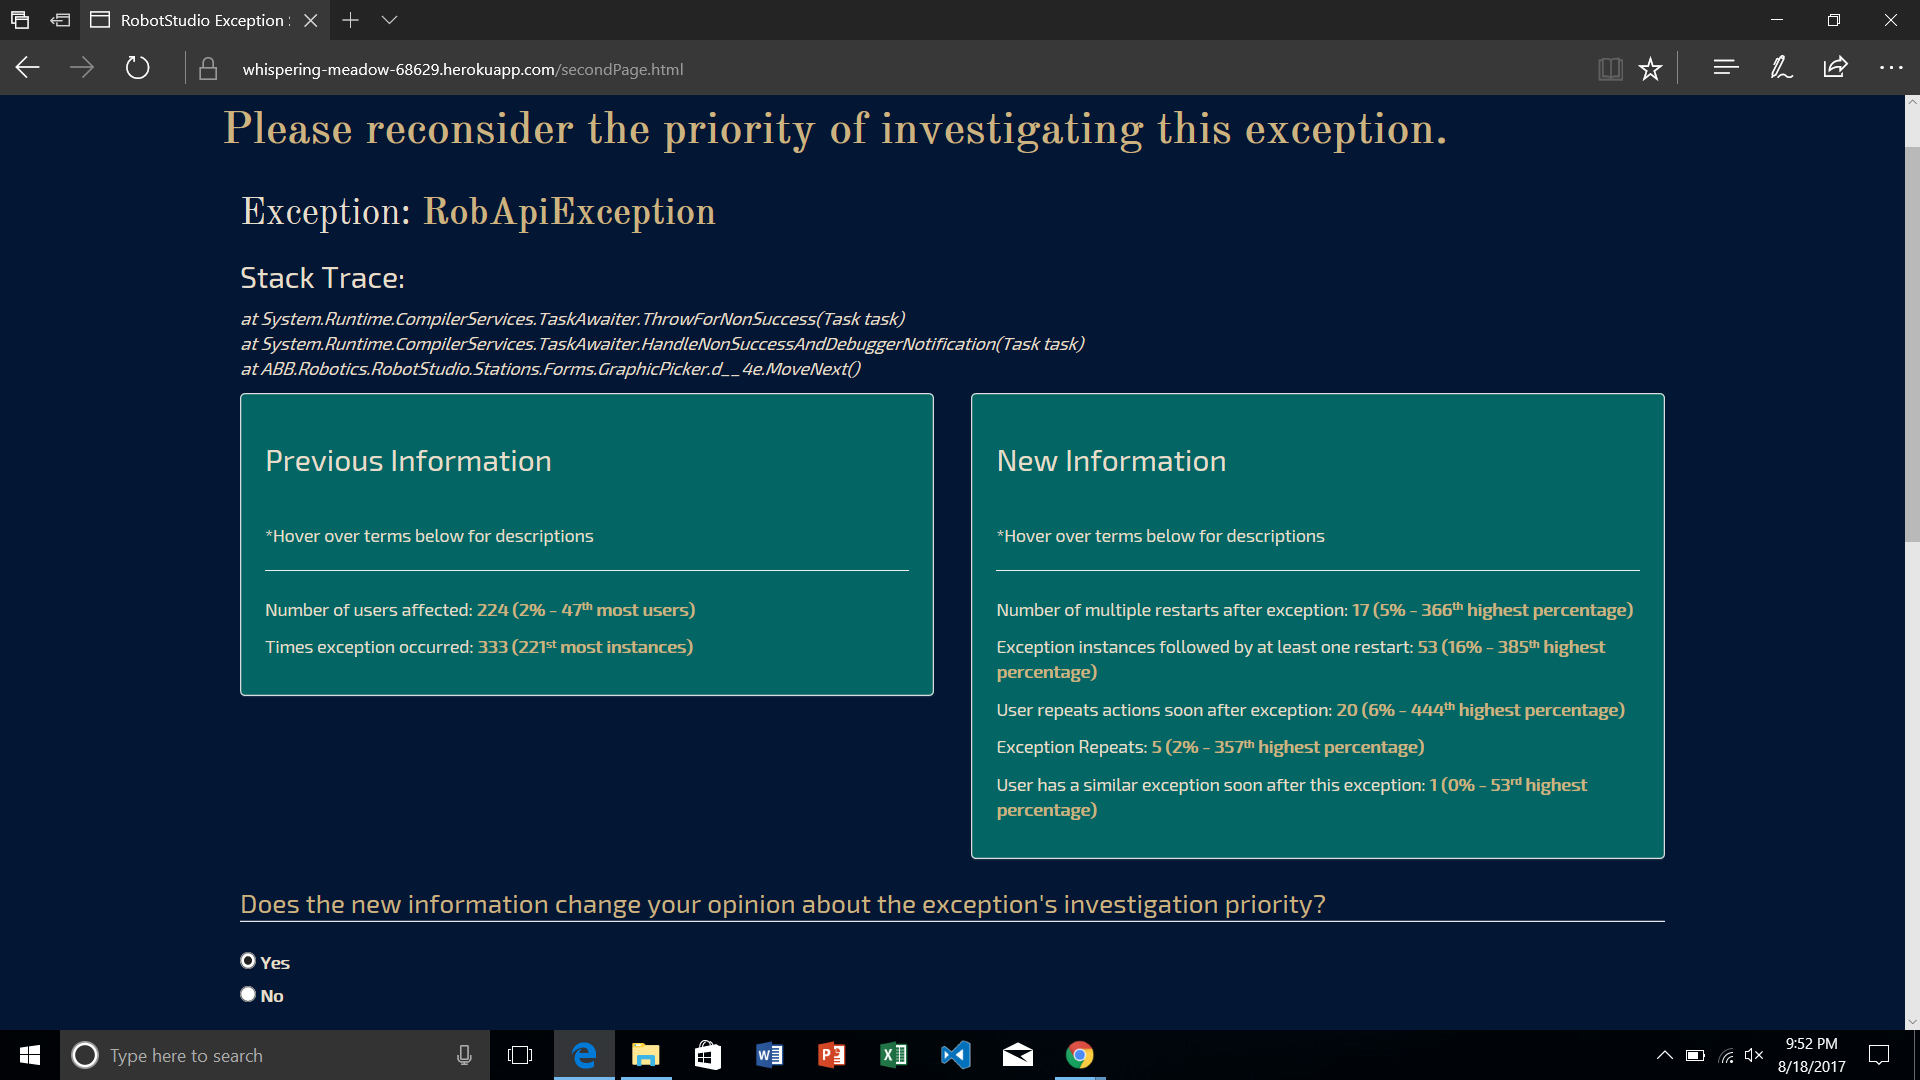 RobotStudio Exception
whispering-meadow-68629.herokuapp.com/secondPage.html
Please reconsider the priority of investigating this exception.
Exception: RobApiException
Stack Trace:
at System.Runtime.CompilerServices.TaskAwaiter.ThrowForNonSuccess(Task task)
at System.Runtime.CompilerServices.TaskAwaiter.HandleNonSuccessAndDebuggerNotification(Task task)
at ABB.Robotics.RobotStudio.Stations.Forms.GraphicPicker.d__4e.MoveNext()
Previous Information
*Hover over terms below for descriptions
Number of users affected: 224 (2% - 47th most users)
Times exception occurred: 333 (221st most instances)
New Information
*Hover over terms below for descriptions
Number of multiple restarts after exception: 17 (5% - 366th highest percentage)
Exception instances followed by at least one restart: 53 (16% - 385th highest
percentage)
User repeats actions soon after exception: 20 (6% - 444th highest percentage)
Exception Repeats: 5 (2% - 357th highest percentage)
User has a similar exception soon after this exception: 1 (0% - 53rd highest
percentage)
Does the new information change your opinion about the exception's investigation priority?
Yes
No
Type here to search
9:52 PM
8/18/2017